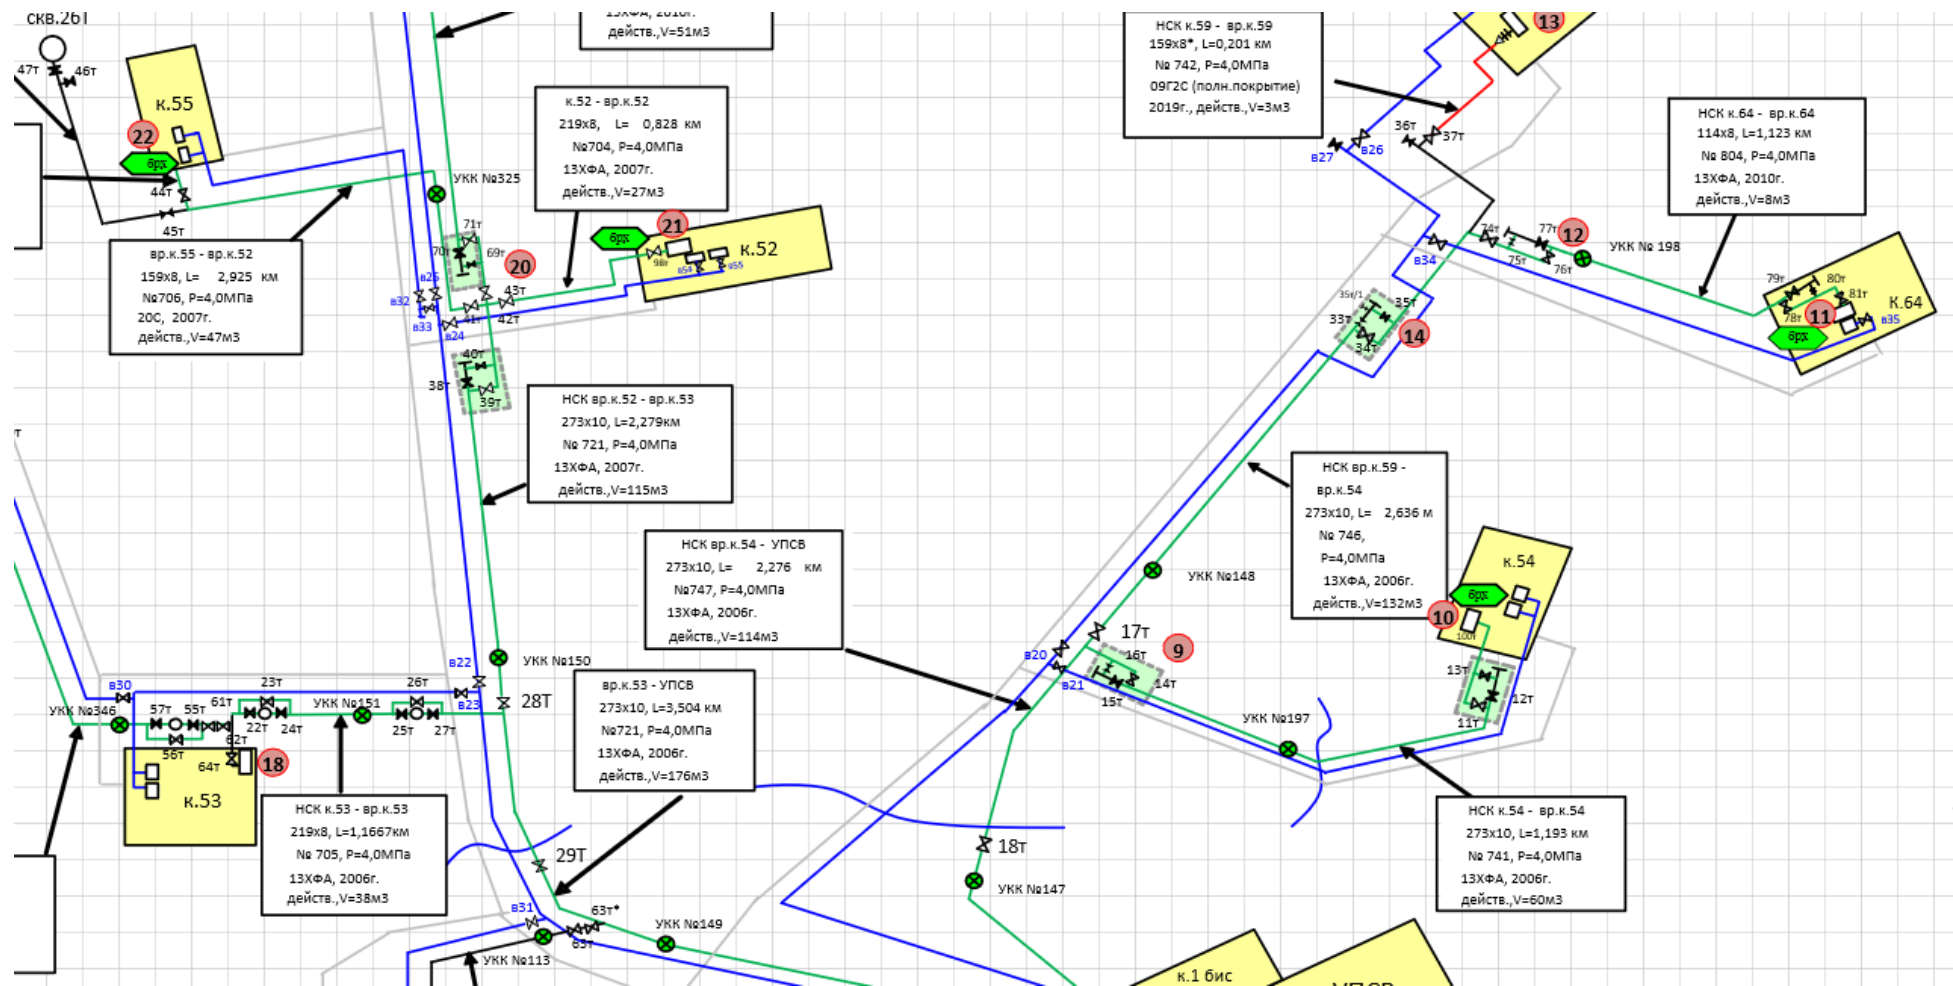 скв.26Т
47т
46т
к.55
22
брх
44т
45т
вр.к.55 - вр.к.52
159х8, L= 2,925 км
№706, Р=4,0МПа
20С, 2007г.
действ.,V=47м3
действ.,V=51м3
УКК №325
к.52 - вр.к.52
219х8, L= 0,828 км
№704, Р=4,0МПа
13ХФА, 2007г.
действ.,V=27м3
71т
70т
69т
20
21
брх
98т
в54
в55
к.52
в25
в32
в33
в24
43т
41т
42т
40т
38т
39т
НСК вр.к.52 - вр.к.53
273х10, L=2,279км
№ 721, Р=4,0МПа
13ХФА, 2007г.
действ.,V=115м3
НСК к.59 - вр.к.59
159х8*, L=0,201 км
№ 742, Р=4,0МПа
09Г2С (полн.покрытие)
2019г., действ.,V=3м3
13
36т
37т
в27
в26
НСК к.64 - вр.к.64
114х8, L=1,123 км
№ 804, Р=4,0МПа
13ХФА, 2010г.
действ.,V=8м3
74т
77т
12
УКК № 198
75т
76т
в34
35т/1
35т
33т
34т
14
79т
80т
81т
78т
11
брх
К.64
в35
НСК вр.к.59 -
вр.к.54
273х10, L= 2,636 м
№ 746,
Р=4,0МПа
13ХФА, 2006г.
действ.,V=132м3
НСК вр.к.54 - УПСВ
273х10, L= 2,276 км
№747, Р=4,0МПа
13ХФА, 2006г.
действ.,V=114м3
УКК №148
к.54
брх
10
100т
13т
12т
11т
17т
9
16т
14т
15т
в20
в21
УКК №197
НСК к.54 - вр.к.54
273х10, L=1,193 км
№ 741, Р=4,0МПа
13ХФА, 2006г.
действ.,V=60м3
в22
УКК №150
28Т
в23
в30
УКК №346
57т
55т
61т
23т
22т
24т
УКК №151
26т
25т
27т
56т
62т
64т
18
к.53
НСК к.53 - вр.к.53
219х8, L=1,1667км
№ 705, Р=4,0МПа
13ХФА, 2006г.
действ.,V=38м3
вр.к.53 - УПСВ
273х10, L=3,504 км
№721, Р=4,0МПа
13ХФА, 2006г.
действ.,V=176м3
29Т
18т
УКК №147
в31
63т*
63т
УКК №149
УКК №113
к.1 бис